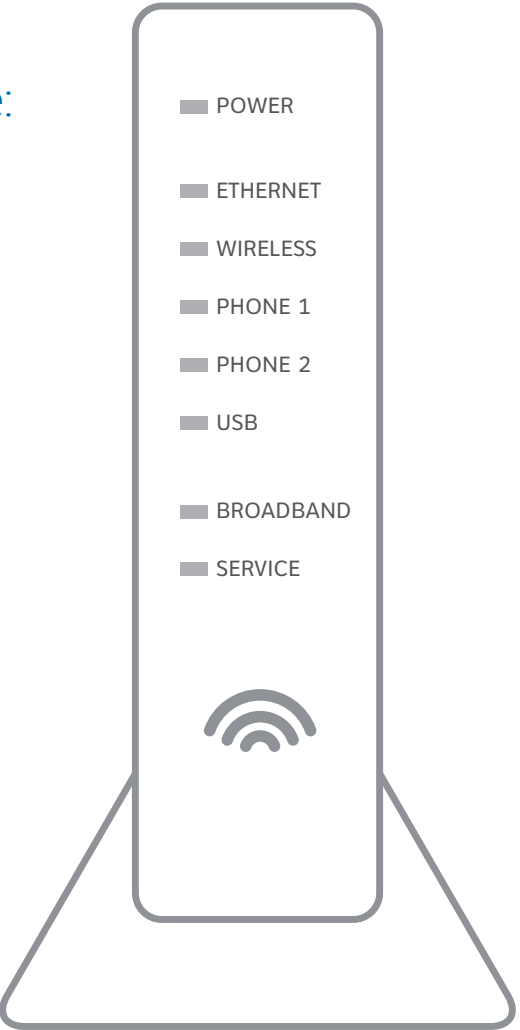 e:
POWER
ETHERNET
WIRELESS
PHONE 1
PHONE 2
USB
BROADBAND
SERVICE